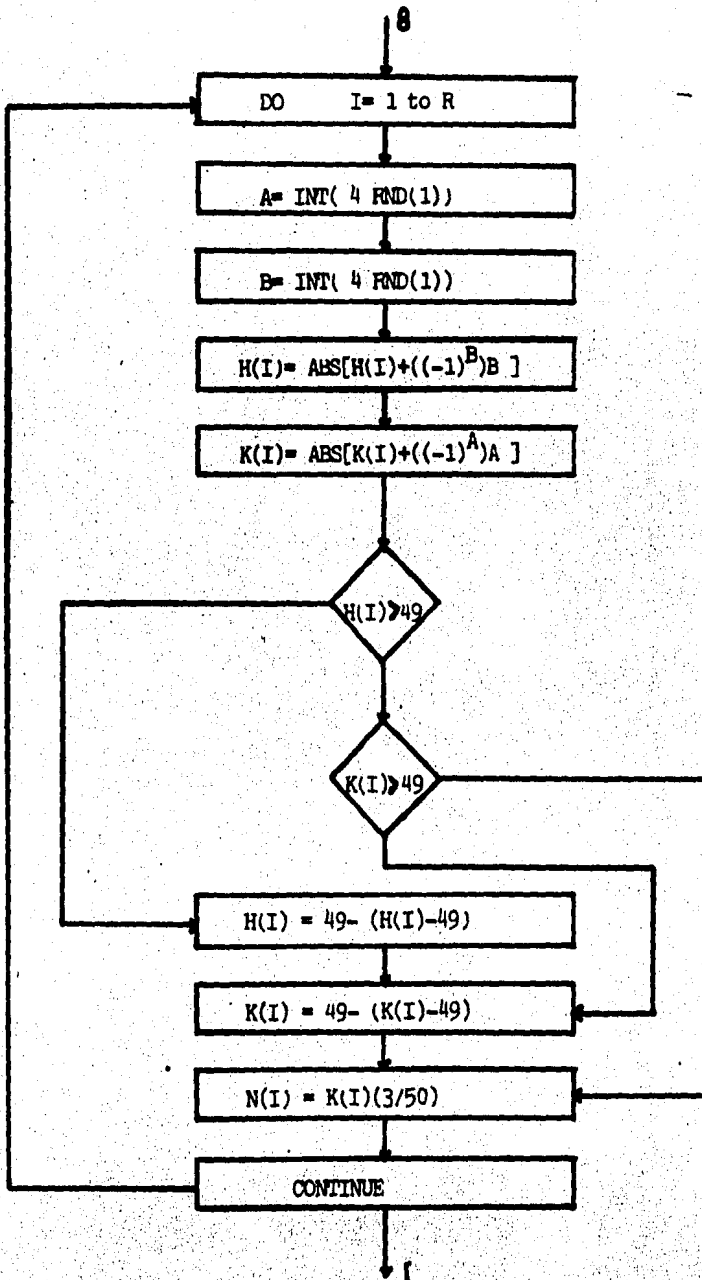 8
DO I= 1 to R
A= INT( 4 RND(1))
B= INT( 4 RND(1))
H(I)= ABS[H(I)+((-1)^B)B ]
K(I)= ABS[K(I)+((-1)^A)A ]
H(I)>49
K(I)>49
H(I) = 49- (H(I)-49)
K(I) = 49- (K(I)-49)
N(I) = K(I)(3/50)
CONTINUE